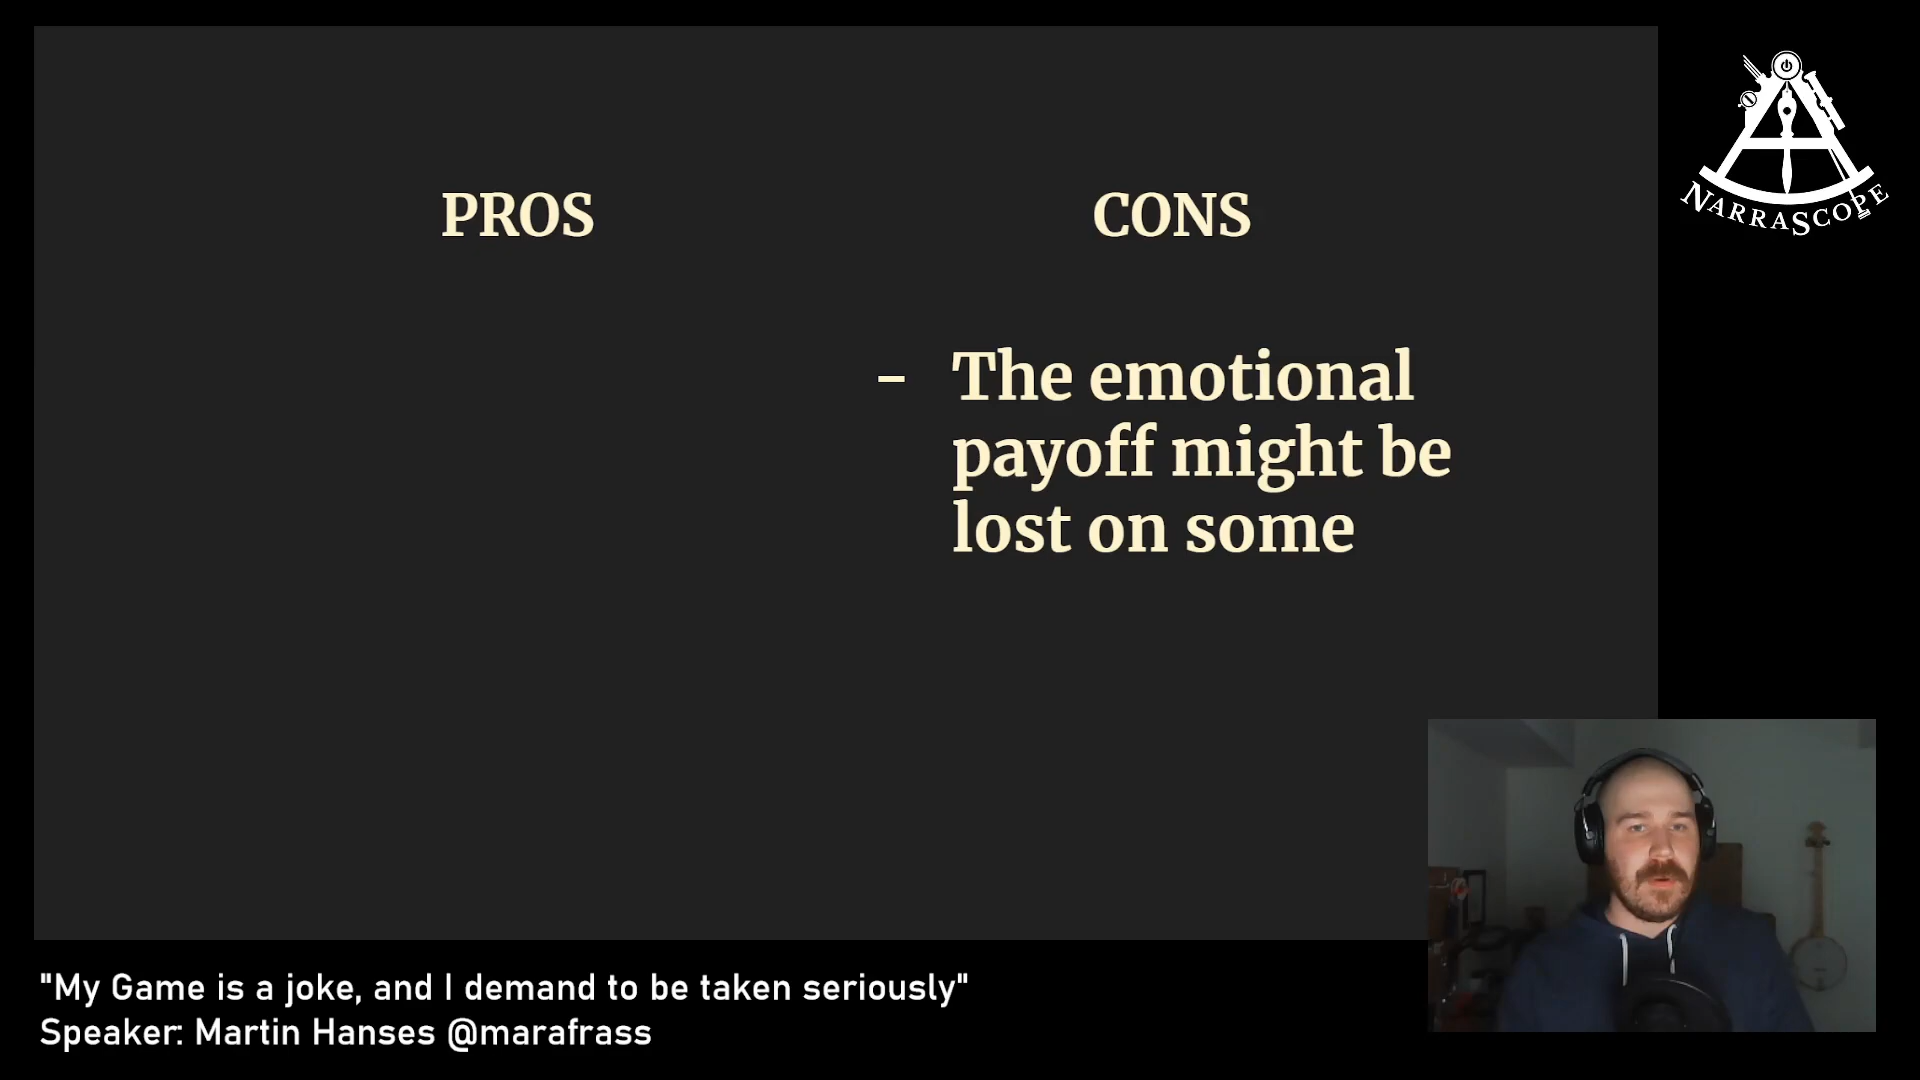 PROS
CONS
- The emotional
payoff might be
lost on some
NARRASCOPE
"My Game is a joke, and I demand to be taken seriously"
Speaker: Martin Hanses @marafrass